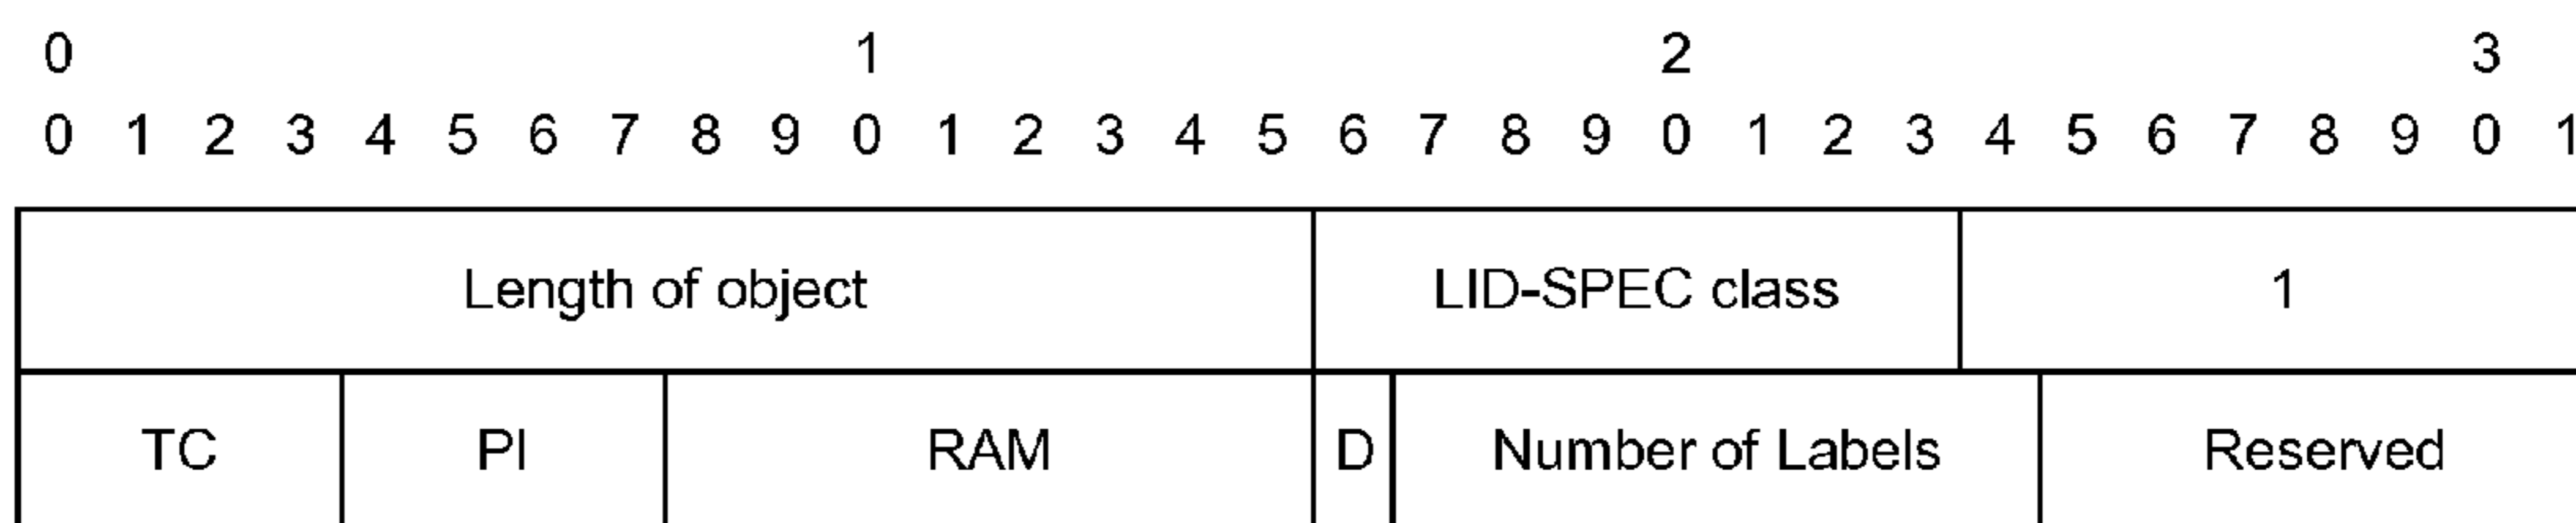 0 1 2 3
0 1 2 3 4 5 6 7 8 9 0 1 2 3 4 5 6 7 8 9 0 1 2 3 4 5 6 7 8 9 0 1
Length of object LID-SPEC class 1
TC PI RAM D Number of Labels Reserved